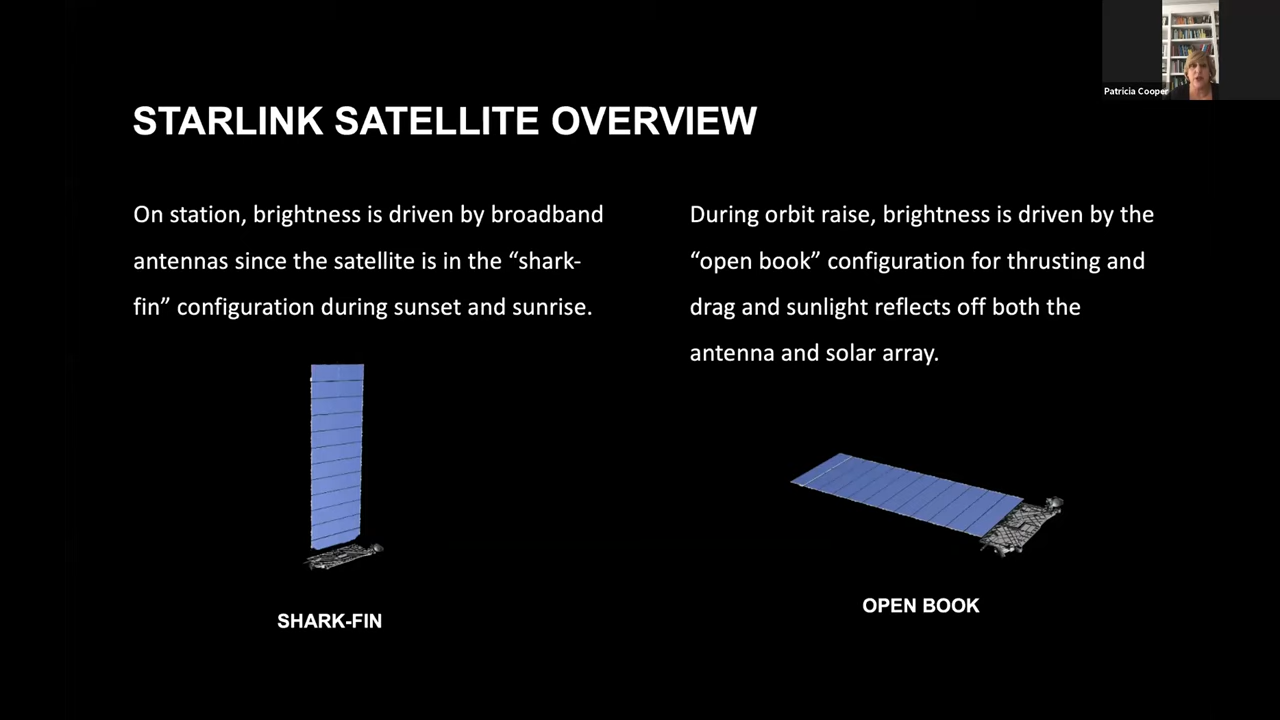 Patricia Cooper
STARLINK SATELLITE OVERVIEW
On station, brightness is driven by broadband
antennas since the satellite is in the “shark-
fin” configuration during sunset and sunrise.
During orbit raise, brightness is driven by the
“open book” configuration for thrusting and
drag and sunlight reflects off both the
antenna and solar array.
SHARK-FIN
OPEN BOOK